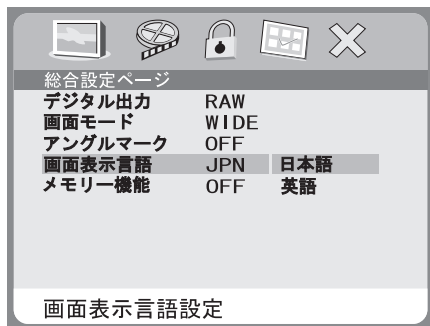 総合設定ページ
デジタル出力 RAW
画面モード WIDE
アングルマーク OFF
画面表示言語 JPN 日本語
メモリー機能 OFF 英語
画面表示言語設定